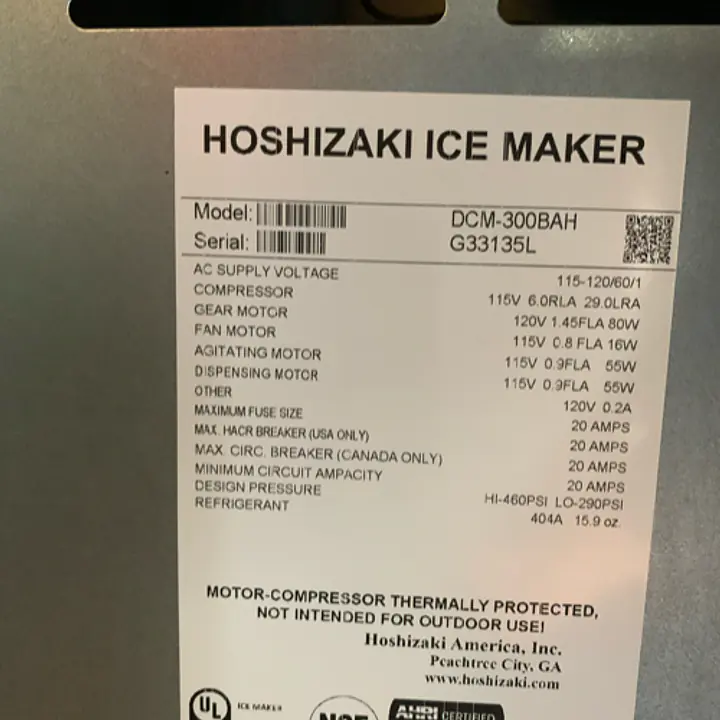 HOSHIZAKI ICE MAKER
Model: DCM-300BAH
Serial: G33135L
AC SUPPLY VOLTAGE 115-120/60/1
COMPRESSOR 115V 6.0RLA 29.0LRA
GEAR MOTOR 120V 1.45FLA 80W
FAN MOTOR 115V 0.8 FLA 16W
AGITATING MOTOR 115V 0.9FLA 55W
DISPENSING MOTOR 115V 0.9FLA 55W
OTHER 120V 0.2A
MAXIMUM FUSE SIZE 20 AMPS
MAX. HACR BREAKER (USA ONLY) 20 AMPS
MAX. CIRC. BREAKER (CANADA ONLY) 20 AMPS
MINIMUM CIRCUIT AMPACITY 20 AMPS
DESIGN PRESSURE HI-460PSI LO-290PSI
REFRIGERANT 404A 15.9 oz.
MOTOR-COMPRESSOR THERMALLY PROTECTED,
NOT INTENDED FOR OUTDOOR USE!
Hoshizaki America, Inc.
Peachtree City, GA
www.hoshizaki.com
UL ICE MAKER NSF AHRI CERTIFIED